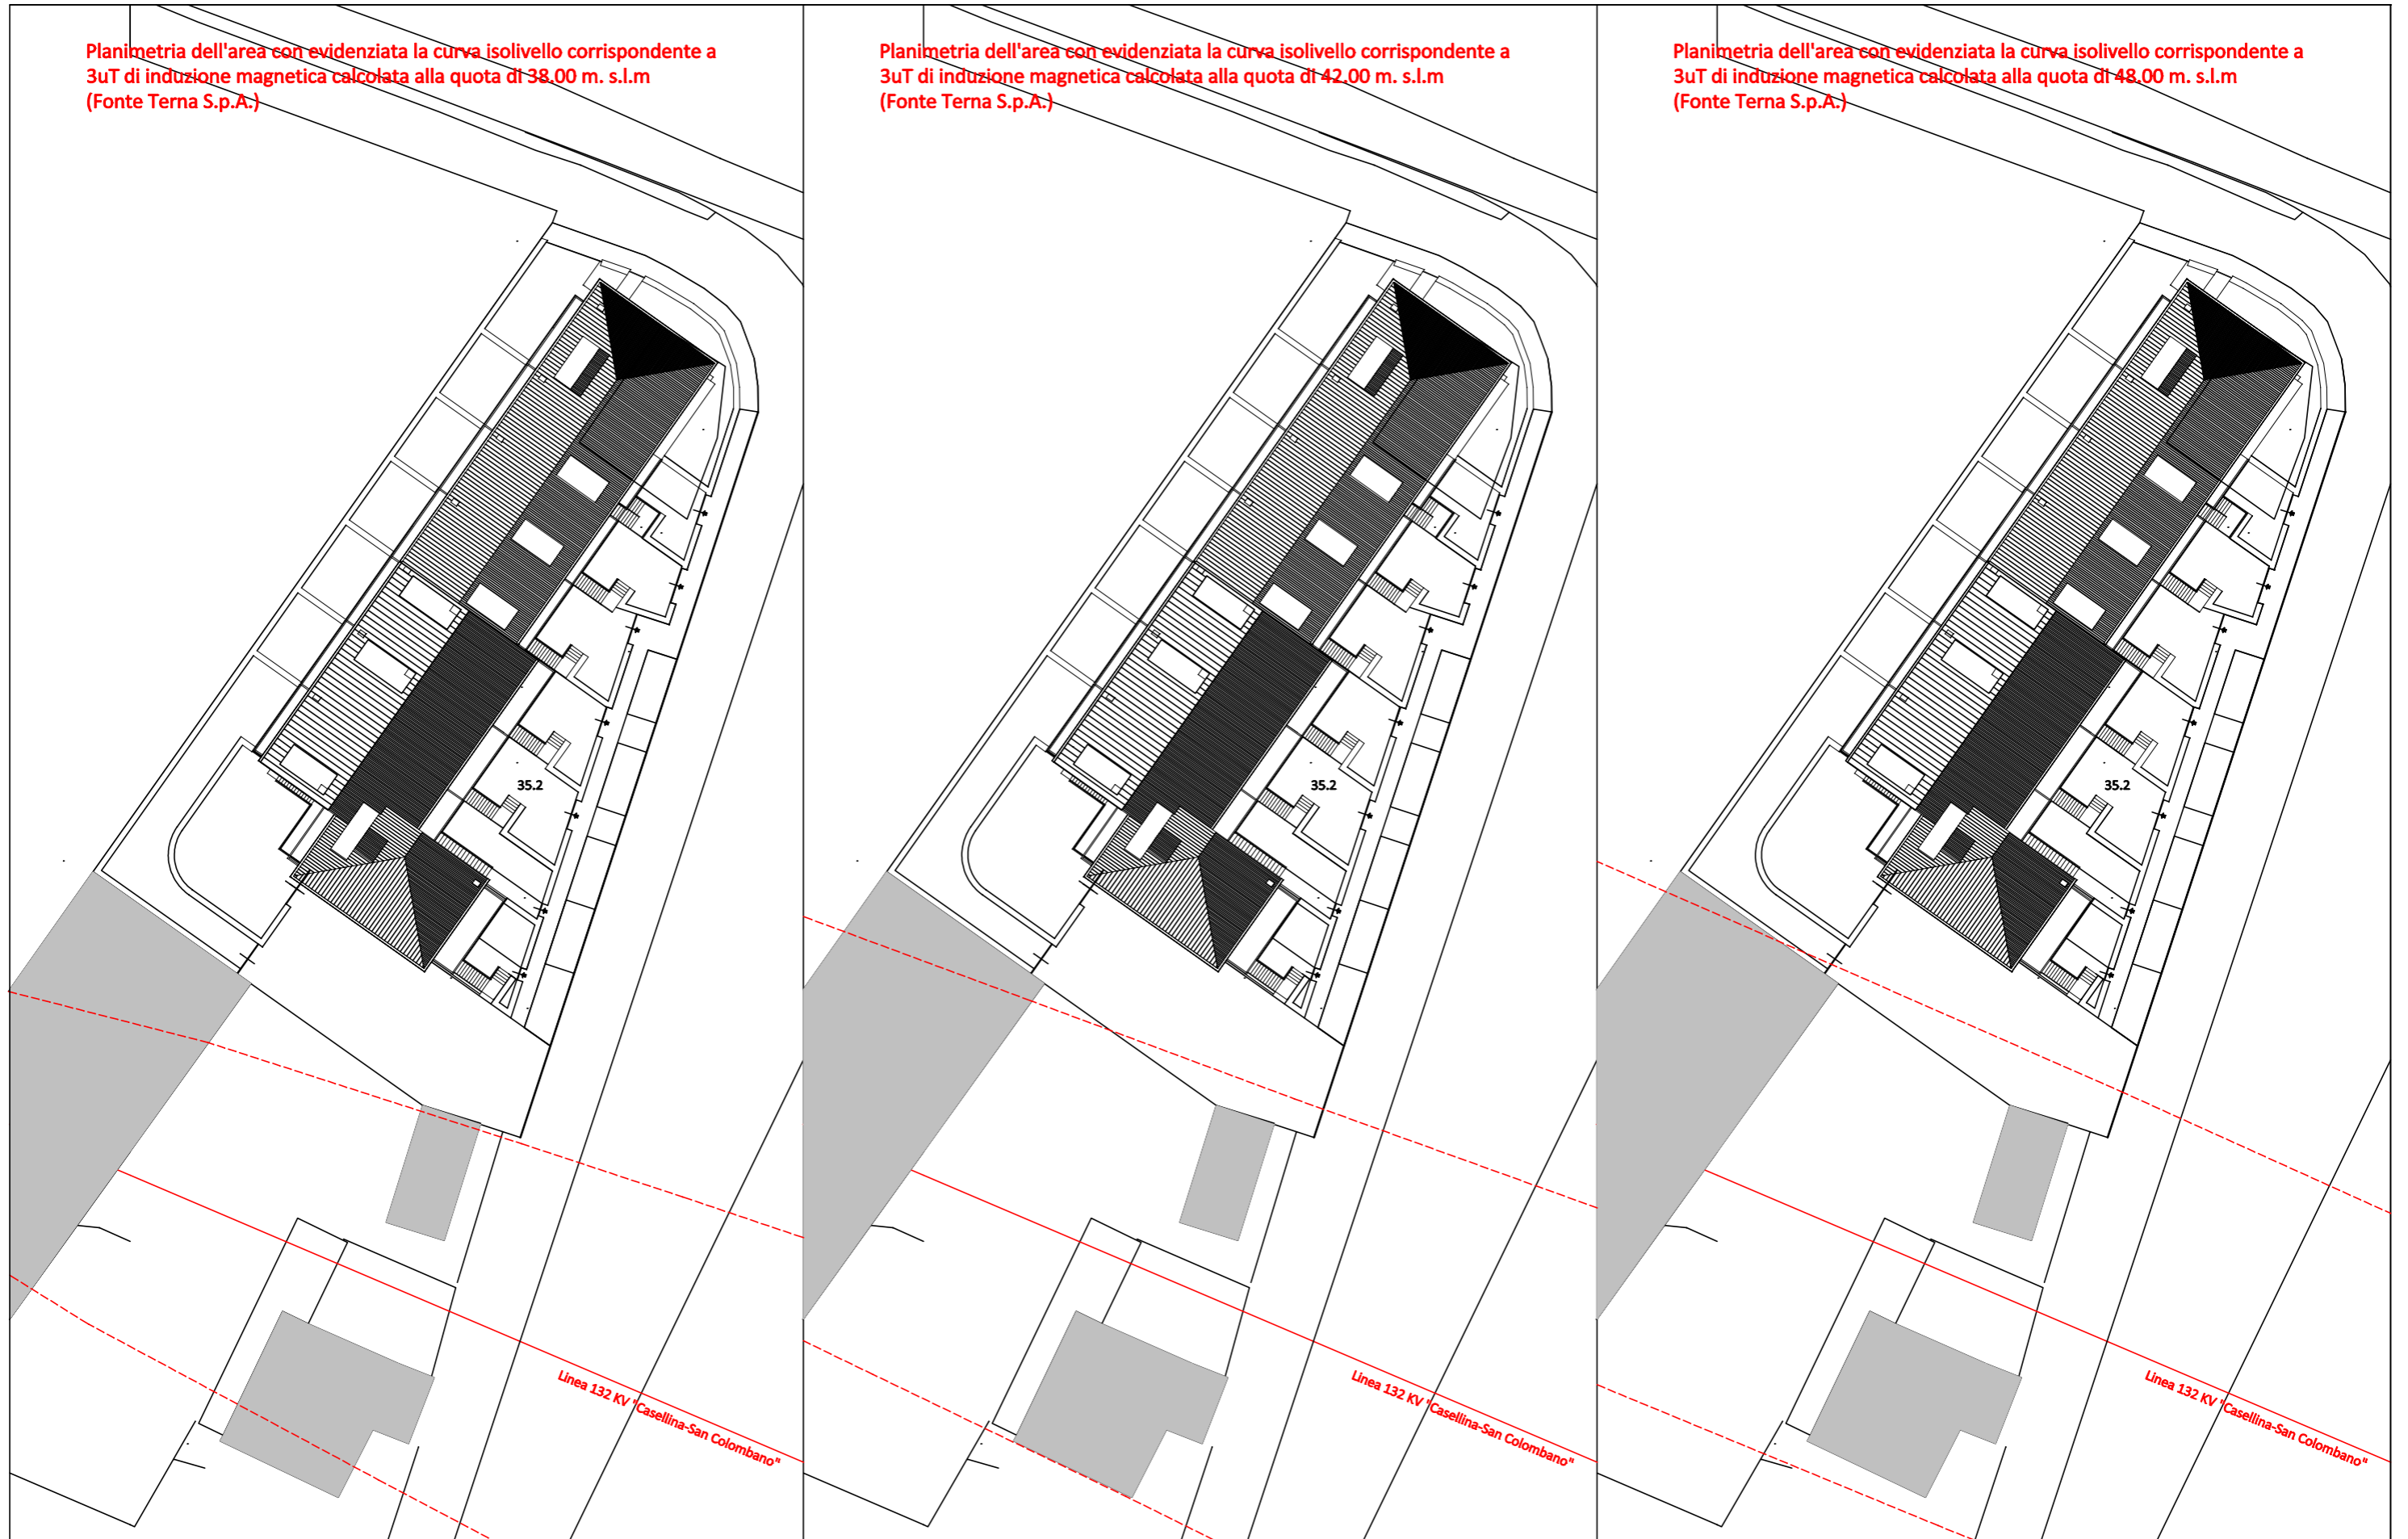 Planimetria dell'area con evidenziata la curva isolivello corrispondente a
3uT di induzione magnetica calcolata alla quota di 38.00 m. s.l.m
(Fonte Terna S.p.A.)
35.2
Linea 132 KV "Casellina-San Colombano"
Planimetria dell'area con evidenziata la curva isolivello corrispondente a
3uT di induzione magnetica calcolata alla quota di 42.00 m. s.l.m
(Fonte Terna S.p.A.)
35.2
Linea 132 KV "Casellina-San Colombano"
Planimetria dell'area con evidenziata la curva isolivello corrispondente a
3uT di induzione magnetica calcolata alla quota di 48.00 m. s.l.m
(Fonte Terna S.p.A.)
35.2
Linea 132 KV "Casellina-San Colombano"